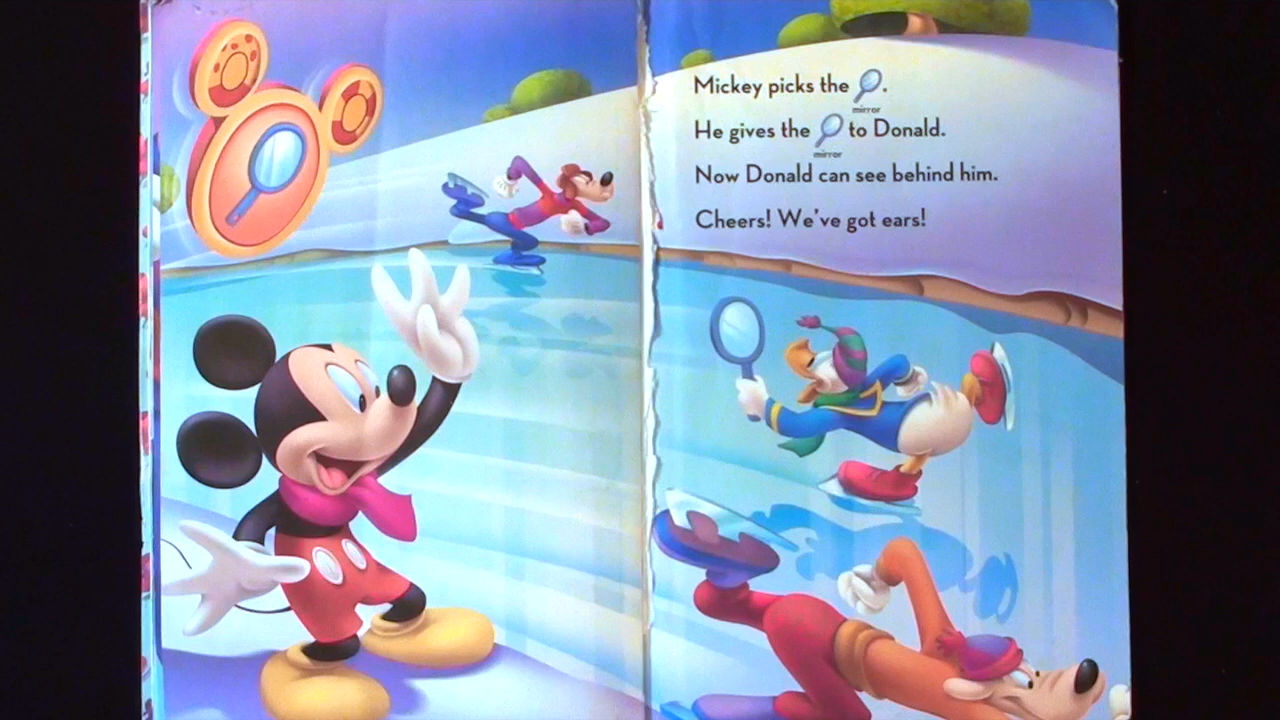 Mickey picks the .
mirror
He gives the to Donald.
mirror
Now Donald can see behind him.
Cheers! We've got ears!